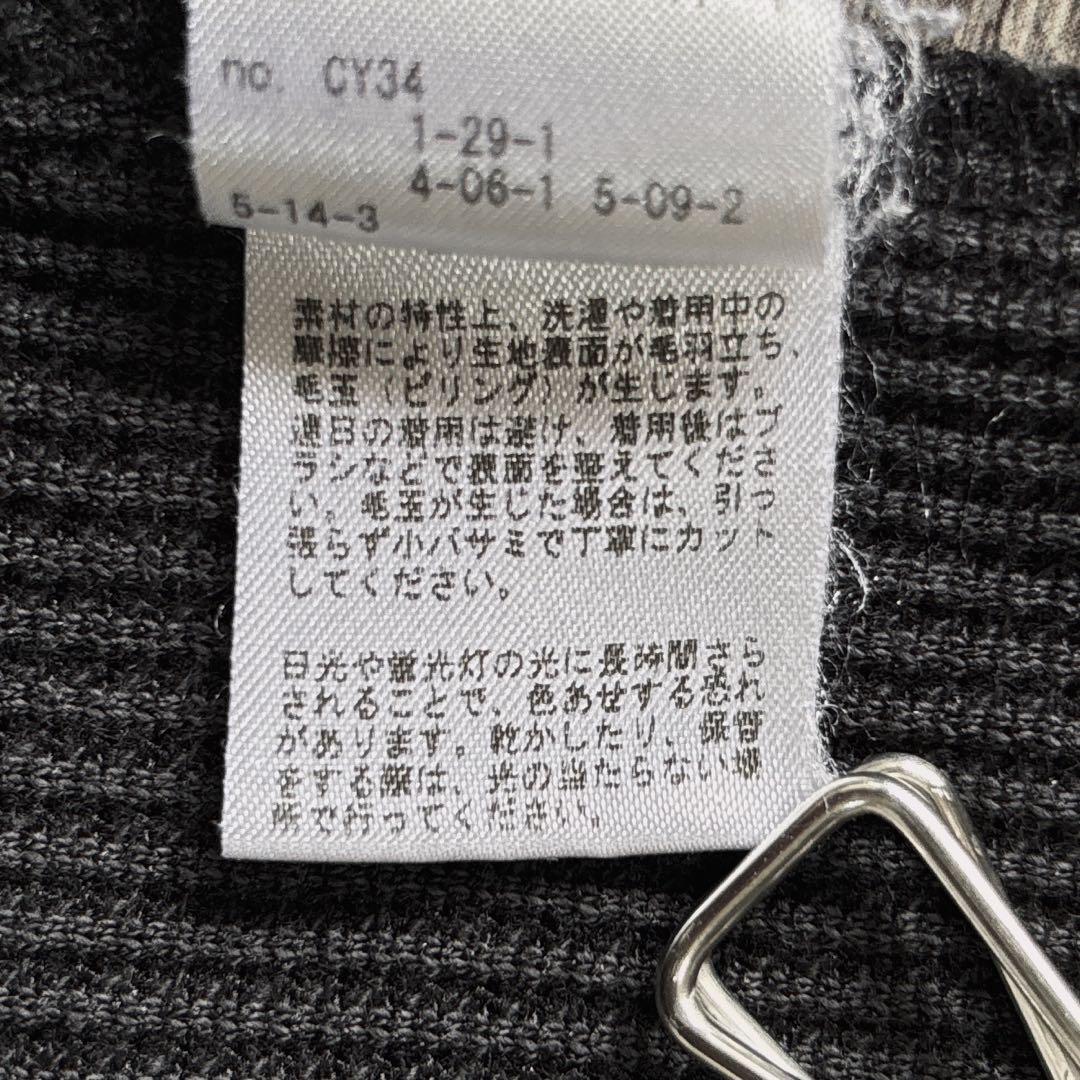 no. CY34
1-29-1
4-06-1 5-09-2
5-14-3
素材の特性上、洗濯や着用中の
摩擦により生地表面が毛羽立ち、
毛玉(ピリング)が生じます。
連日の着用は避け、着用後はブ
ラシなどで表面を整えてくださ
い。毛玉が生じた場合は、引っ
張らず小バサミで丁寧にカット
してください。
日光や蛍光灯の光に長時間さら
されることで、色あせする恐れ
があります。乾かしたり、保管
をする際は、光の当たらない場
所で行ってください。